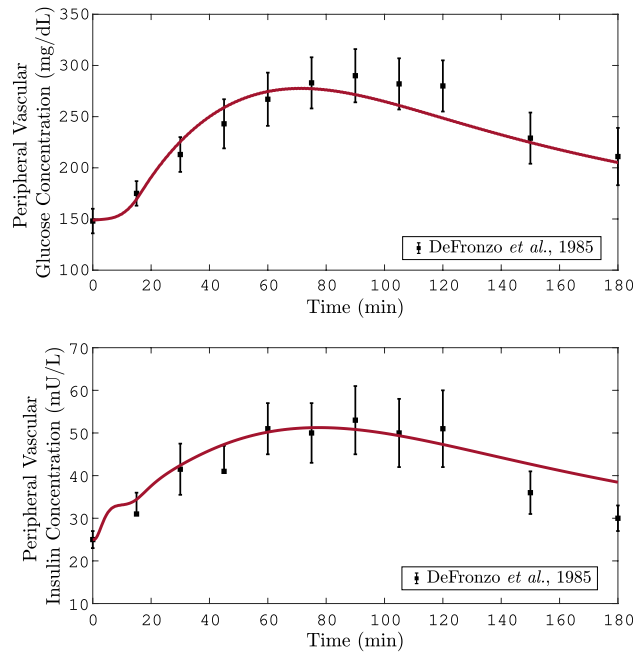 Peripheral Vascular
Glucose Concentration (mg/dL)
350
300
250
200
150
100
DeFronzo et al., 1985
0 20 40 60 80 100 120 140 160 180
Time (min)
Peripheral Vascular
Insulin Concentration (mU/L)
70
60
50
40
30
20
10
DeFronzo et al., 1985
0 20 40 60 80 100 120 140 160 180
Time (min)